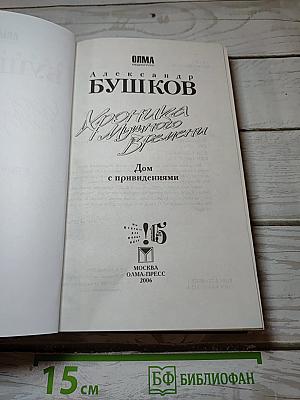 ОЛМА
Александр
БУШКОВ
Хроника
Мутного
Времени
Дом
с привидениями
15
МОСКВА
ОЛМА-ПРЕСС
2006
15 см
БФ БИБЛИОФАН